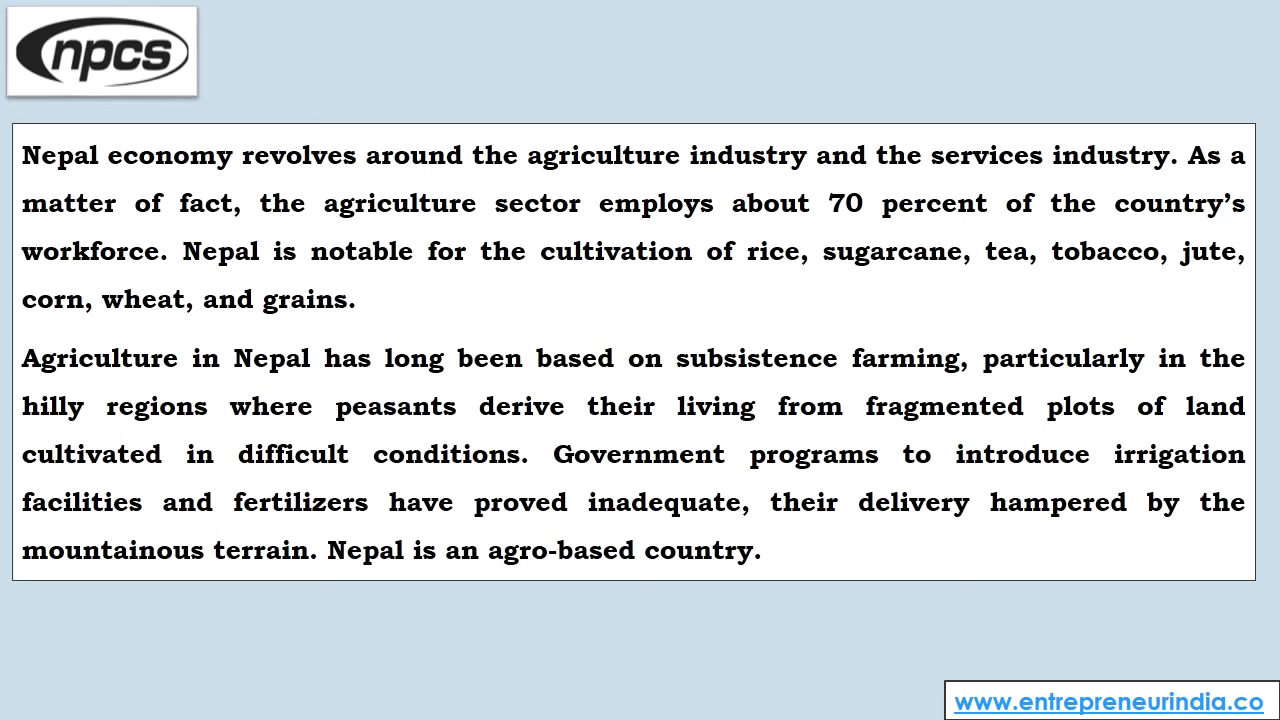 npcs
Nepal economy revolves around the agriculture industry and the services industry. As a
matter of fact, the agriculture sector employs about 70 percent of the country’s
workforce. Nepal is notable for the cultivation of rice, sugarcane, tea, tobacco, jute,
corn, wheat, and grains.
Agriculture in Nepal has long been based on subsistence farming, particularly in the
hilly regions where peasants derive their living from fragmented plots of land
cultivated in difficult conditions. Government programs to introduce irrigation
facilities and fertilizers have proved inadequate, their delivery hampered by the
mountainous terrain. Nepal is an agro-based country.
www.entrepreneurindia.co